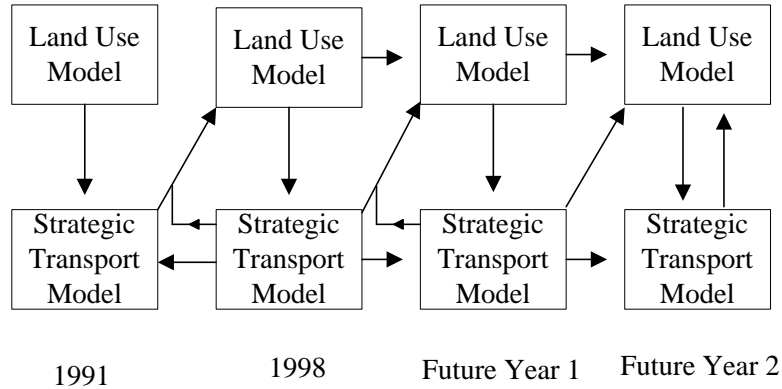 Land Use
Model
Land Use
Model
Land Use
Model
Land Use
Model
Strategic
Transport
Model
Strategic
Transport
Model
Strategic
Transport
Model
Strategic
Transport
Model
1991
1998
Future Year 1
Future Year 2